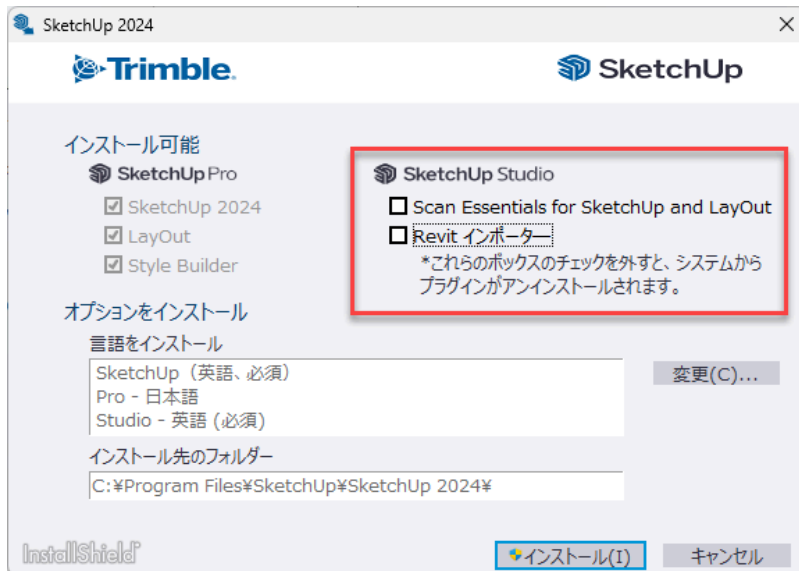 SketchUp 2024
Trimble.
SketchUp
インストール可能
SketchUp Pro
SketchUp 2024
LayOut
Style Builder
SketchUp Studio
Scan Essentials for SketchUp and LayOut
Revit インポーター
*これらのボックスのチェックを外すと、システムから
プラグインがアンインストールされます。
オプションをインストール
言語をインストール
SketchUp（英語、必須）
Pro - 日本語
Studio - 英語 (必須)
変更(C)...
インストール先のフォルダー
C:¥Program Files¥SketchUp¥SketchUp 2024¥
InstallShield
インストール(I)
キャンセル